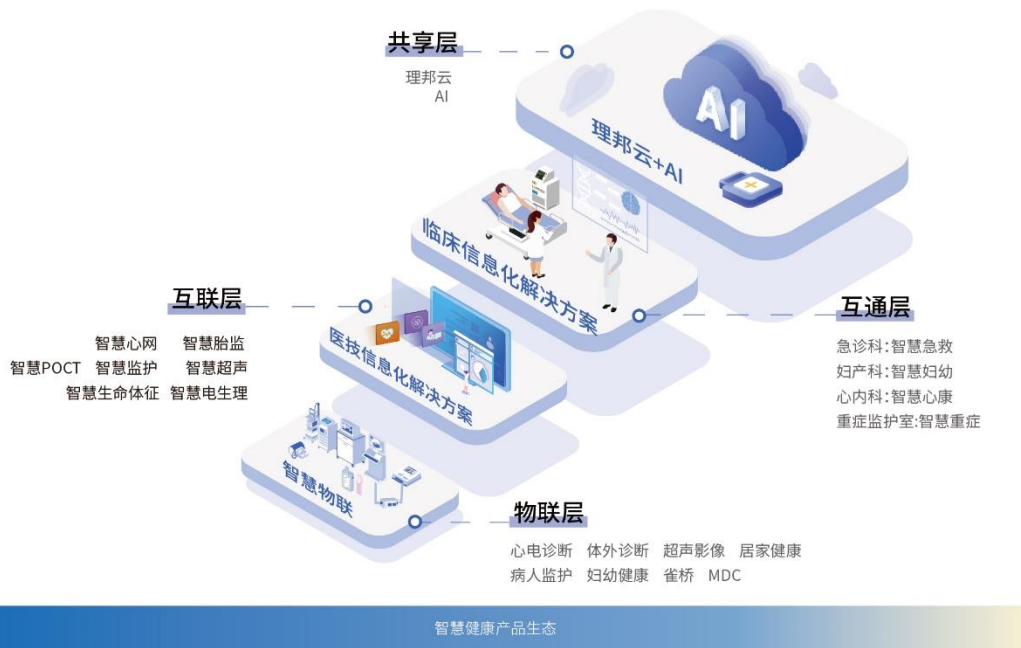 共享层
理邦云
AI
AI
理邦云+AI
临床信息化解决方案
互联层
智慧心网 智慧胎监
智慧POCT 智慧监护 智慧超声
智慧生命体征 智慧电生理
互通层
急诊科:智慧急救
妇产科:智慧妇幼
心内科:智慧心康
重症监护室:智慧重症
医技信息化解决方案
智慧物联
物联层
心电诊断 体外诊断 超声影像 居家健康
病人监护 妇幼健康 雀桥 MDC
智慧健康产品生态